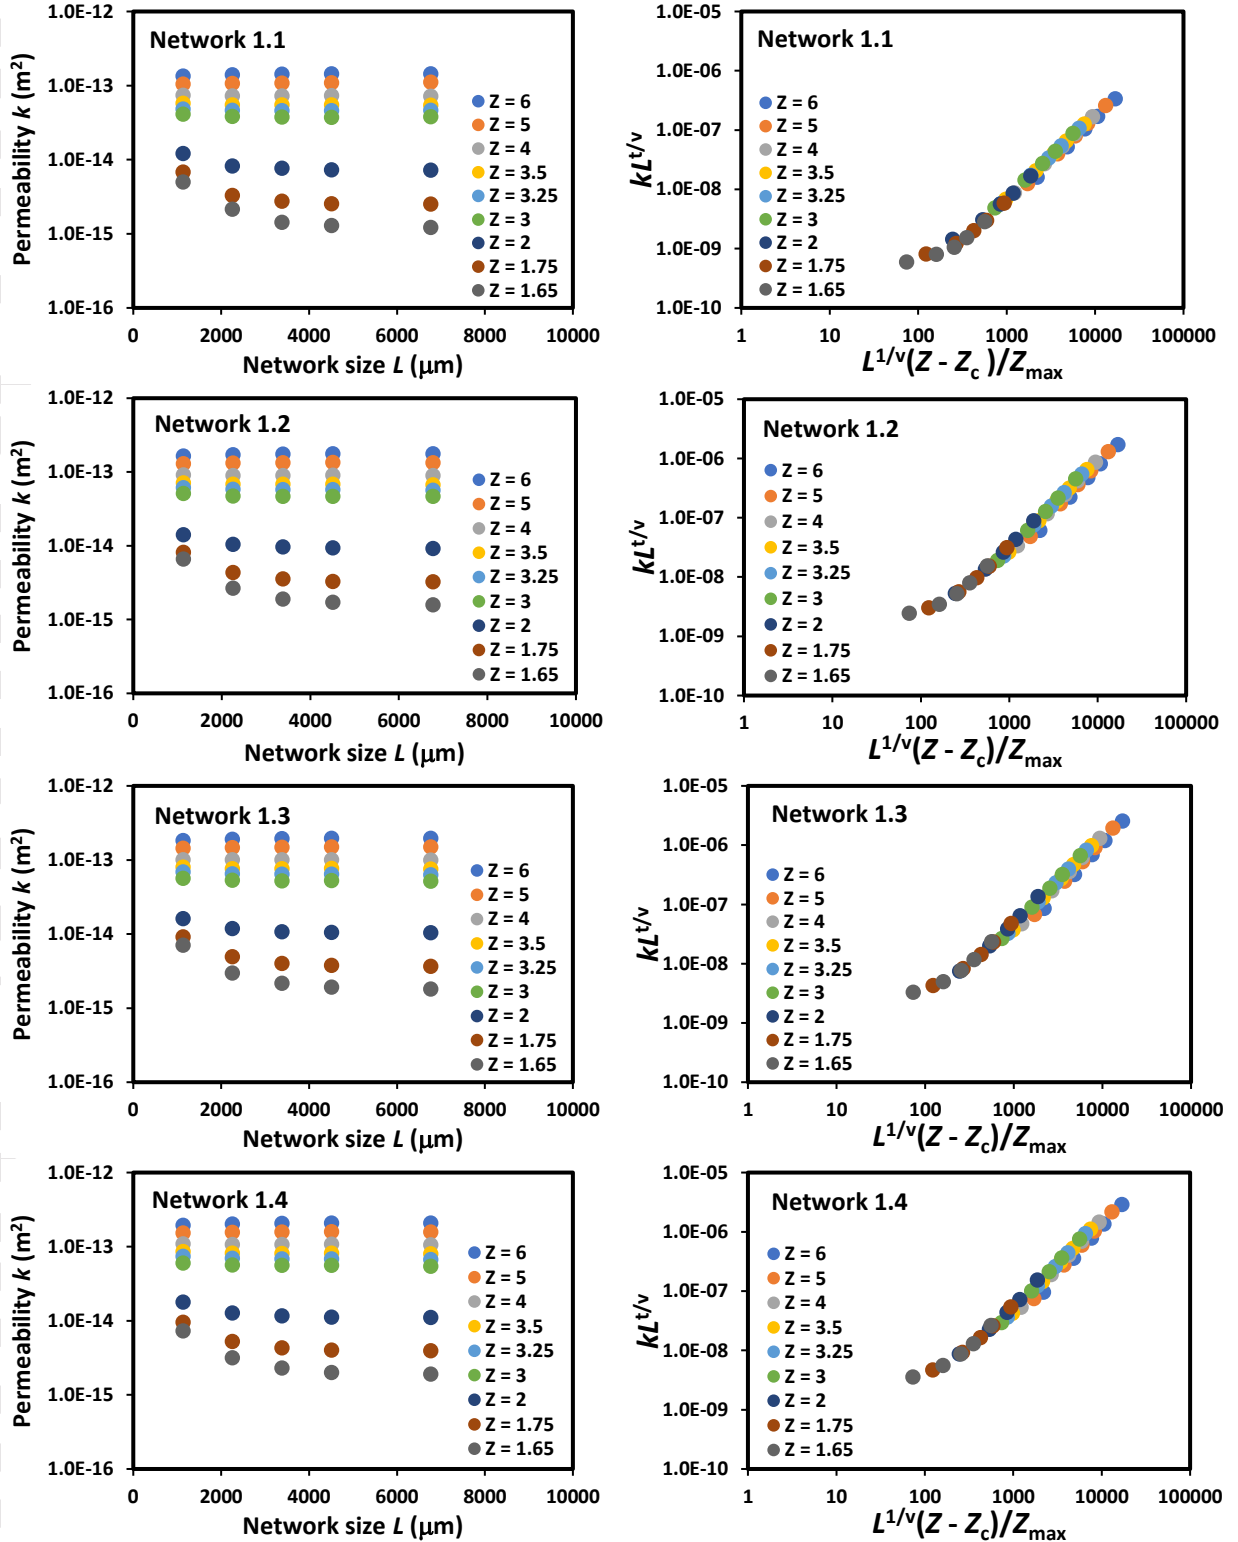 Network 1.1
Permeability k (m²)
1.0E-12
1.0E-13
1.0E-14
1.0E-15
1.0E-16
0 2000 4000 6000 8000 10000
Network size L (μm)
Z = 6
Z = 5
Z = 4
Z = 3.5
Z = 3.25
Z = 3
Z = 2
Z = 1.75
Z = 1.65
Network 1.1
kL^t/ν
1.0E-05
1.0E-06
1.0E-07
1.0E-08
1.0E-09
1.0E-10
1 10 100 1000 10000 100000
L^1/ν(Z - Zc )/Zmax
Z = 6
Z = 5
Z = 4
Z = 3.5
Z = 3.25
Z = 3
Z = 2
Z = 1.75
Z = 1.65
Network 1.2
Permeability k (m²)
1.0E-12
1.0E-13
1.0E-14
1.0E-15
1.0E-16
0 2000 4000 6000 8000 10000
Network size L (μm)
Z = 6
Z = 5
Z = 4
Z = 3.5
Z = 3.25
Z = 3
Z = 2
Z = 1.75
Z = 1.65
Network 1.2
kL^t/ν
1.0E-05
1.0E-06
1.0E-07
1.0E-08
1.0E-09
1.0E-10
1 10 100 1000 10000 100000
L^1/ν(Z - Zc)/Zmax
Z = 6
Z = 5
Z = 4
Z = 3.5
Z = 3.25
Z = 3
Z = 2
Z = 1.75
Z = 1.65
Network 1.3
Permeability k (m²)
1.0E-12
1.0E-13
1.0E-14
1.0E-15
1.0E-16
0 2000 4000 6000 8000 10000
Network size L (μm)
Z = 6
Z = 5
Z = 4
Z = 3.5
Z = 3.25
Z = 3
Z = 2
Z = 1.75
Z = 1.65
Network 1.3
kL^t/ν
1.0E-05
1.0E-06
1.0E-07
1.0E-08
1.0E-09
1.0E-10
1 10 100 1000 10000 100000
L^1/ν(Z - Zc)/Zmax
Z = 6
Z = 5
Z = 4
Z = 3.5
Z = 3.25
Z = 3
Z = 2
Z = 1.75
Z = 1.65
Network 1.4
Permeability k (m²)
1.0E-12
1.0E-13
1.0E-14
1.0E-15
1.0E-16
0 2000 4000 6000 8000 10000
Network size L (μm)
Z = 6
Z = 5
Z = 4
Z = 3.5
Z = 3.25
Z = 3
Z = 2
Z = 1.75
Z = 1.65
Network 1.4
kL^t/ν
1.0E-05
1.0E-06
1.0E-07
1.0E-08
1.0E-09
1.0E-10
1 10 100 1000 10000 100000
L^1/ν(Z - Zc)/Zmax
Z = 6
Z = 5
Z = 4
Z = 3.5
Z = 3.25
Z = 3
Z = 2
Z = 1.75
Z = 1.65